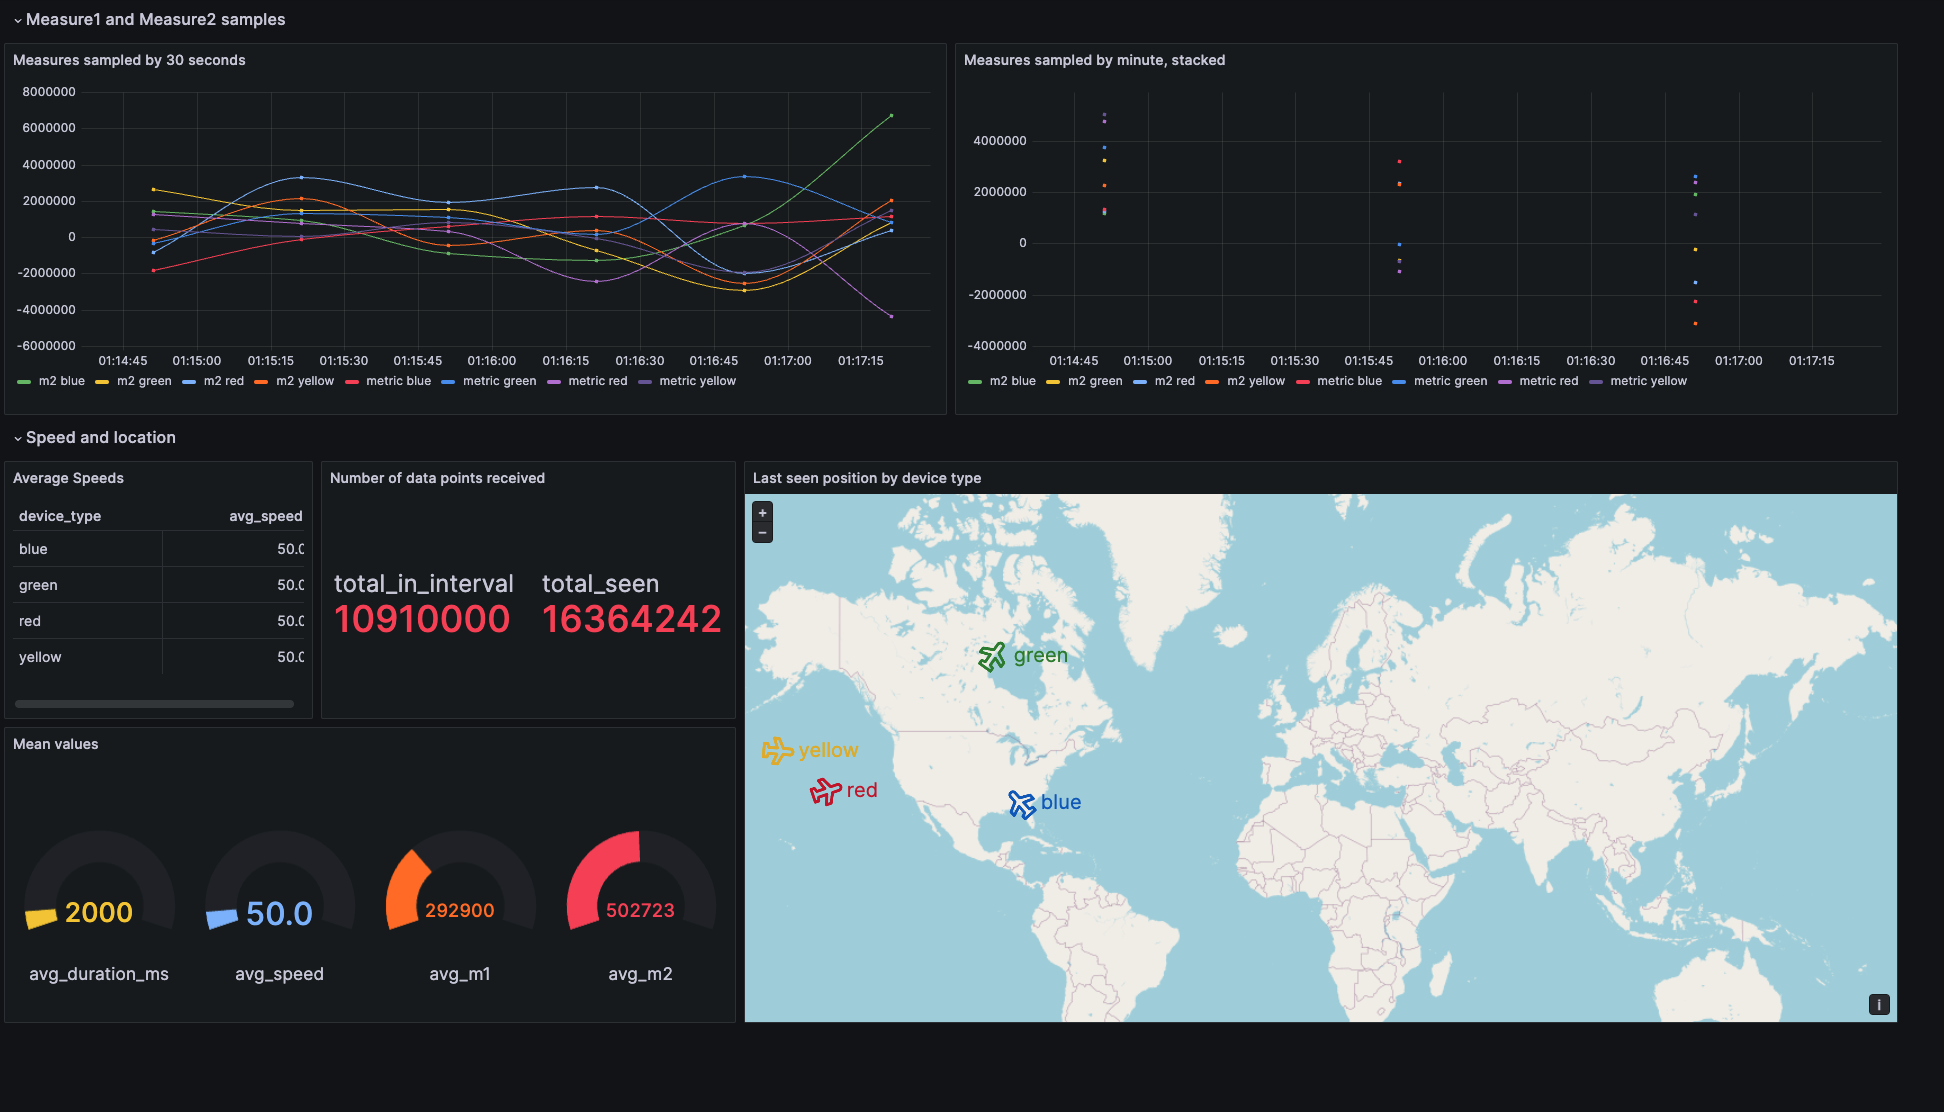 Measure1 and Measure2 samples
Measures sampled by 30 seconds
8000000
6000000
4000000
2000000
0
-2000000
-4000000
-6000000
01:14:45 01:15:00 01:15:15 01:15:30 01:15:45 01:16:00 01:16:15 01:16:30 01:16:45 01:17:00 01:17:15
m2 blue m2 green m2 red m2 yellow metric blue metric green metric red metric yellow
Measures sampled by minute, stacked
4000000
2000000
0
-2000000
-4000000
01:14:45 01:15:00 01:15:15 01:15:30 01:15:45 01:16:00 01:16:15 01:16:30 01:16:45 01:17:00 01:17:15
m2 blue m2 green m2 red m2 yellow metric blue metric green metric red metric yellow
Speed and location
Average Speeds
device_type avg_speed
blue 50.0
green 50.0
red 50.0
yellow 50.0
Number of data points received
total_in_interval total_seen
10910000 16364242
Mean values
2000 50.0 292900 502723
avg_duration_ms avg_speed avg_m1 avg_m2
Last seen position by device type
+
−
green
yellow
red
blue
i